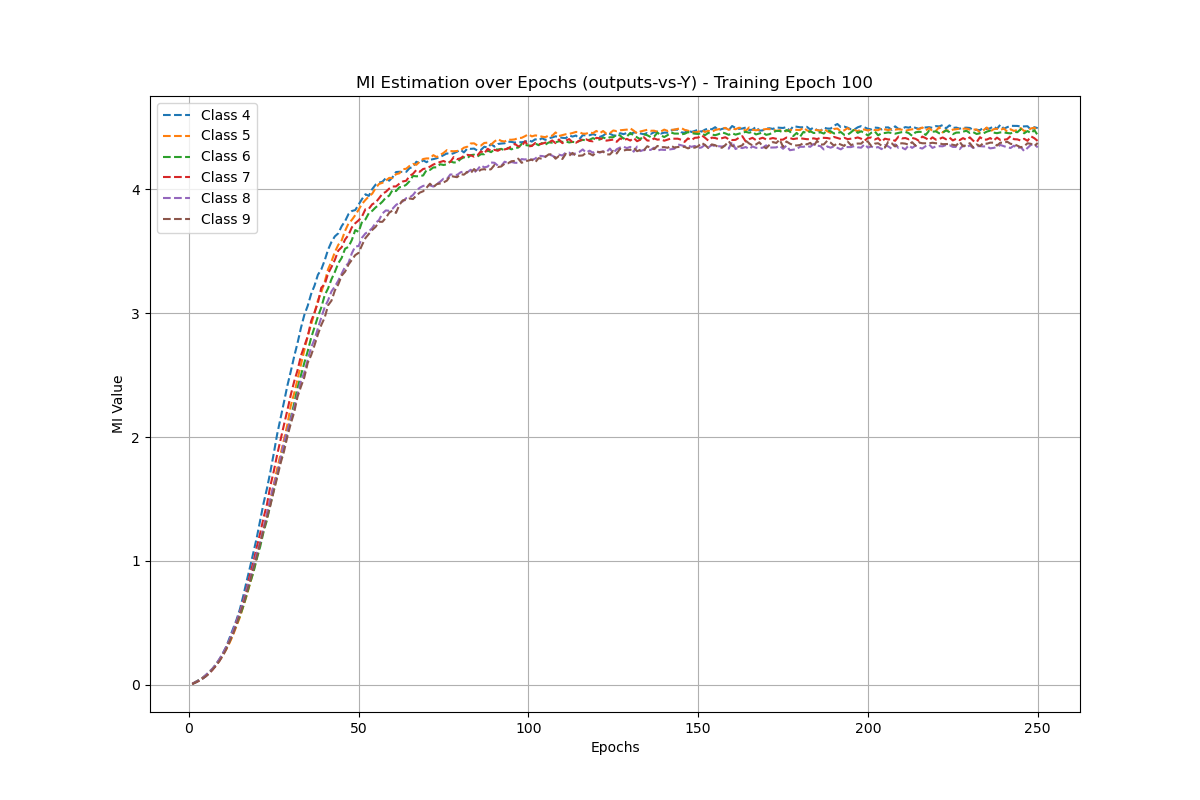 MI Estimation over Epochs (outputs-vs-Y) - Training Epoch 100
Class 4
Class 5
Class 6
Class 7
Class 8
Class 9
MI Value
4
3
2
1
0
0 50 100 150 200 250
Epochs